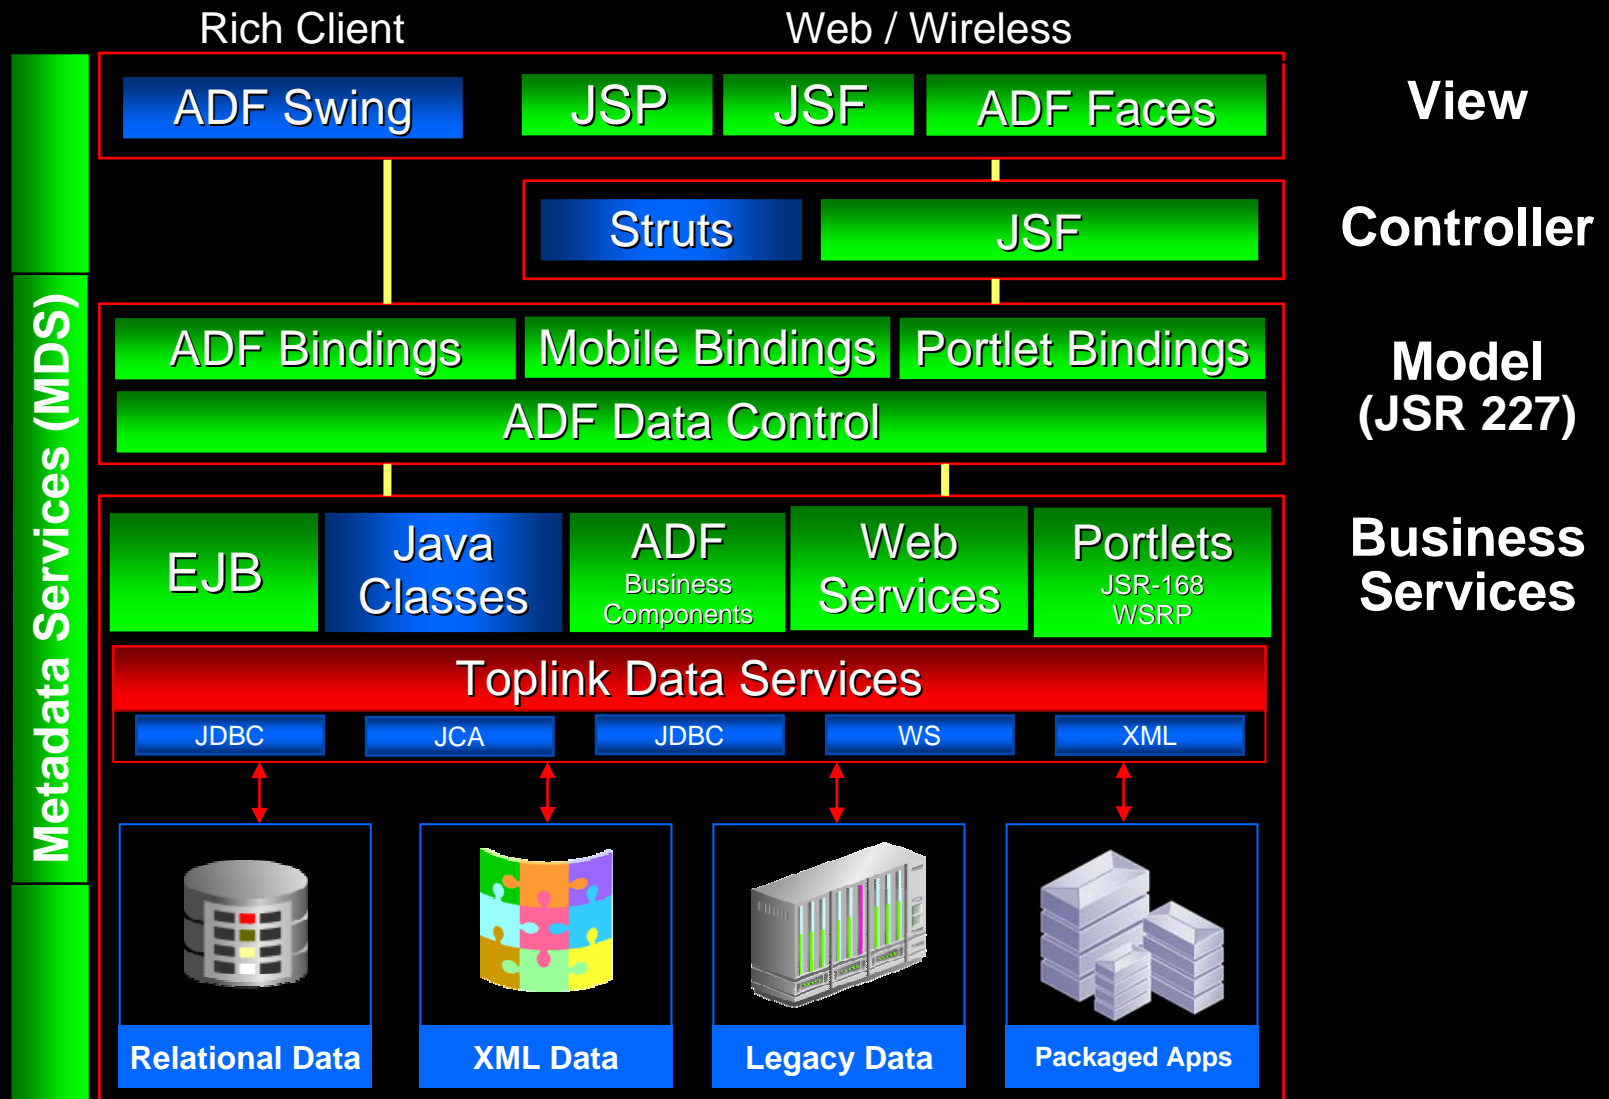 Rich Client
Web / Wireless
ADF Swing
JSP
JSF
ADF Faces
View
Struts
JSF
Controller
Metadata Services (MDS)
ADF Bindings
Mobile Bindings
Portlet Bindings
ADF Data Control
Model
(JSR 227)
EJB
Java
Classes
ADF
Business
Components
Web
Services
Portlets
JSR-168
WSRP
Business
Services
Toplink Data Services
JDBC
JCA
JDBC
WS
XML
Relational Data
XML Data
Legacy Data
Packaged Apps